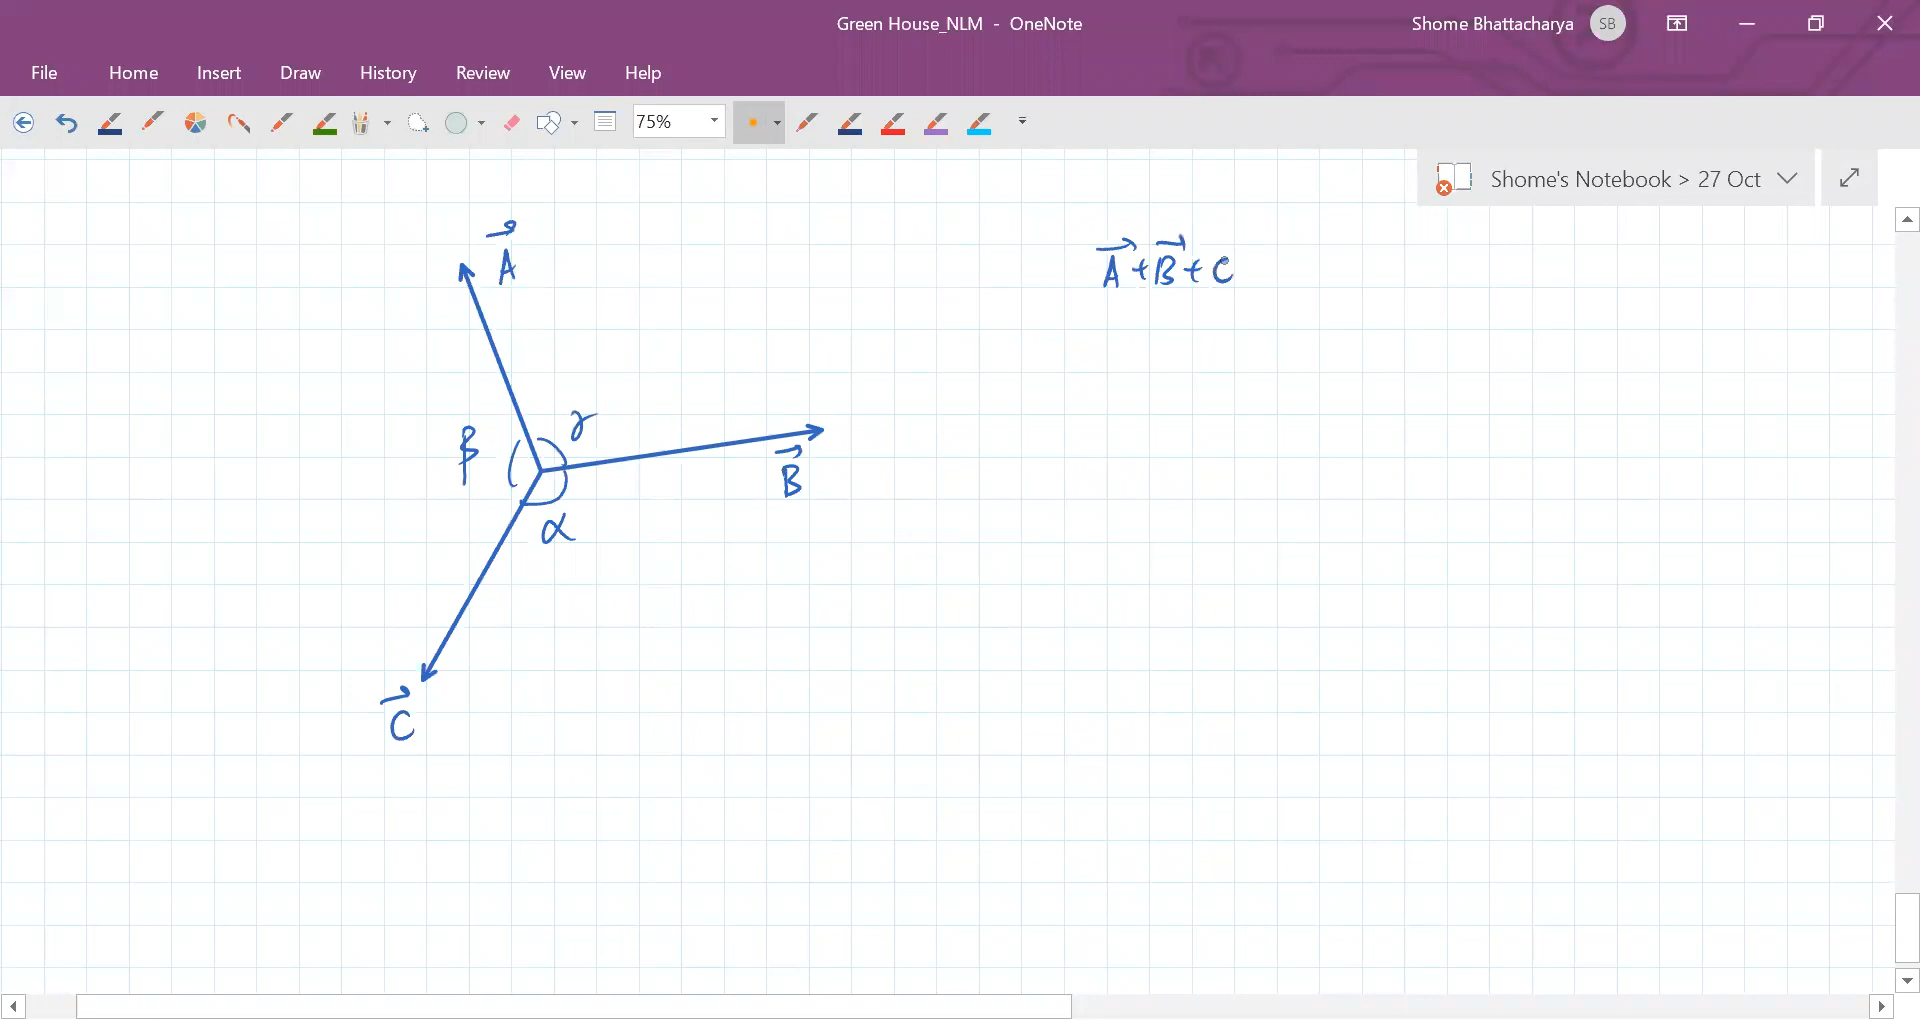 Green House_NLM - OneNote
Shome Bhattacharya SB
File Home Insert Draw History Review View Help
75%
Shome's Notebook > 27 Oct
A
A + B + C
γ
β
B
α
C